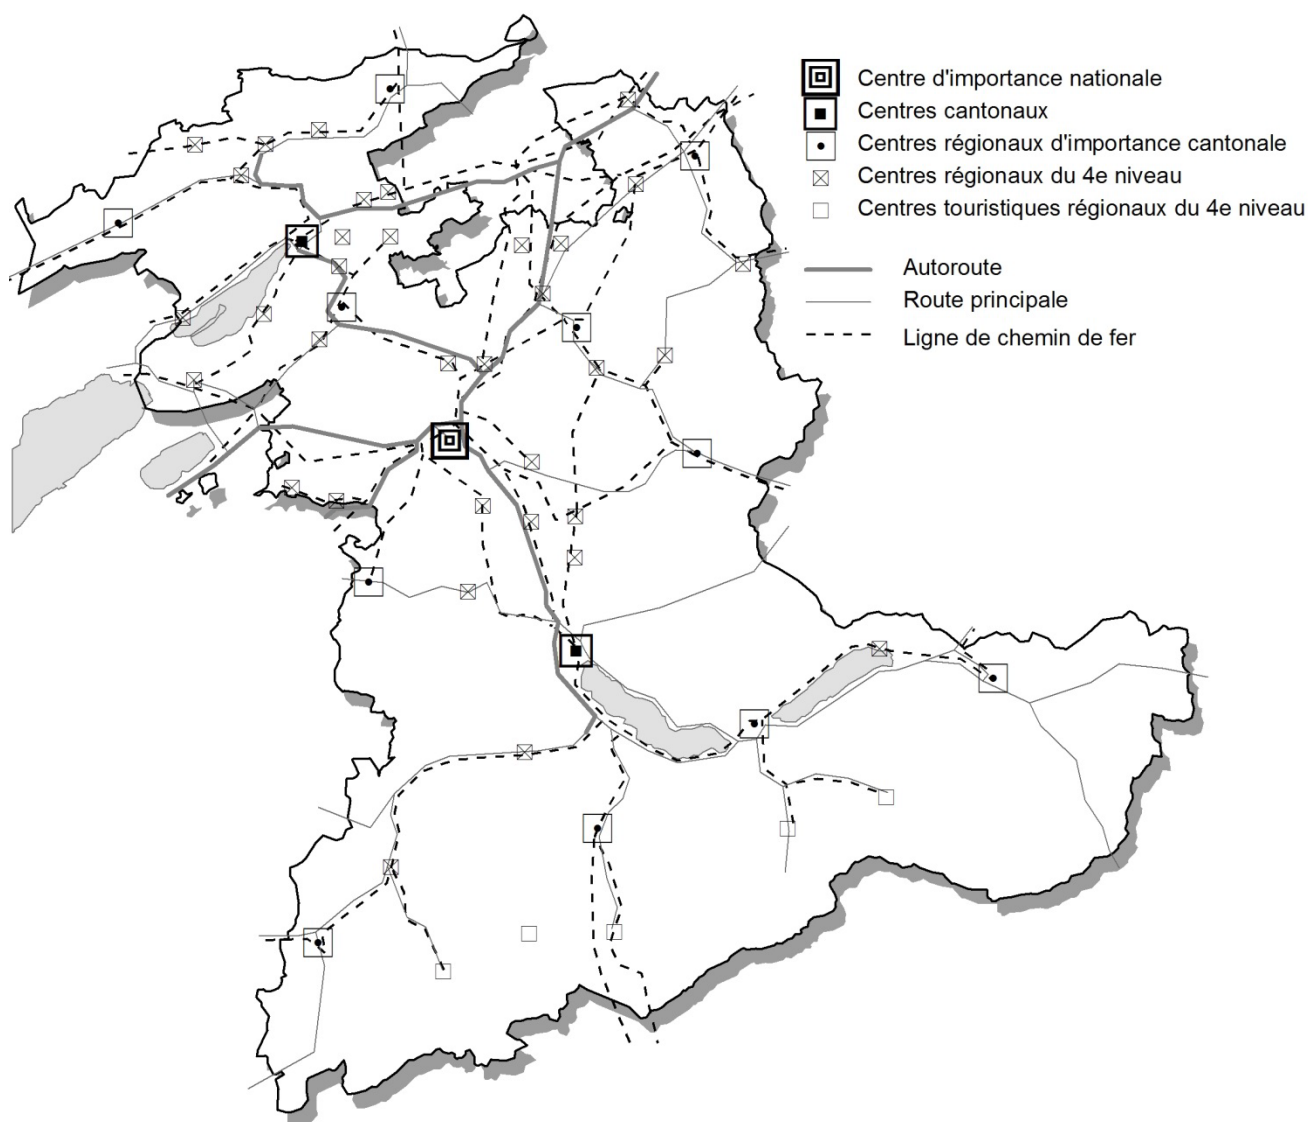 Centre d'importance nationale
Centres cantonaux
Centres régionaux d'importance cantonale
Centres régionaux du 4e niveau
Centres touristiques régionaux du 4e niveau
Autoroute
Route principale
Ligne de chemin de fer